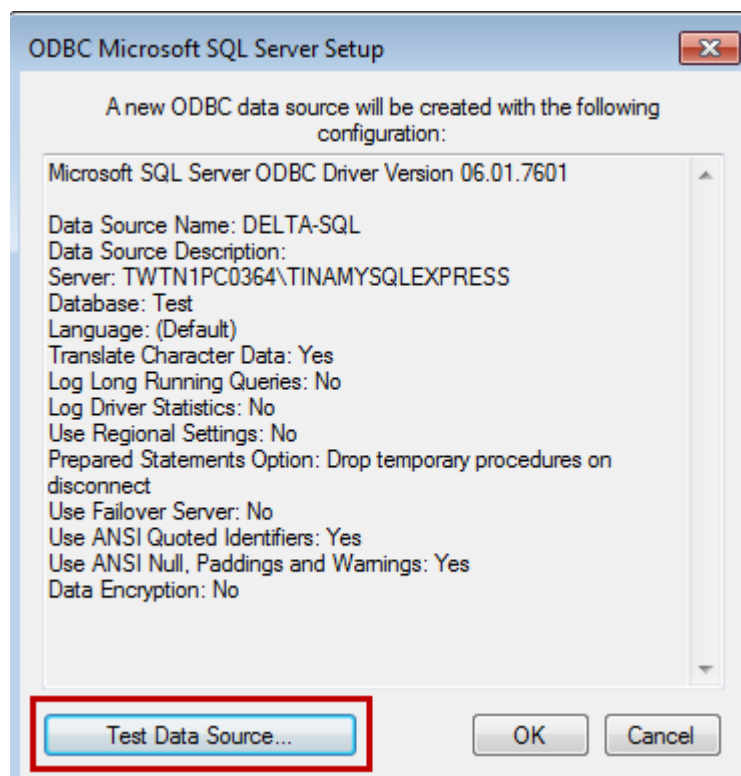 ODBC Microsoft SQL Server Setup
A new ODBC data source will be created with the following
configuration:
Microsoft SQL Server ODBC Driver Version 06.01.7601
Data Source Name: DELTA-SQL
Data Source Description:
Server: TWTN1PC0364\TINAMYSQLEXPRESS
Database: Test
Language: (Default)
Translate Character Data: Yes
Log Long Running Queries: No
Log Driver Statistics: No
Use Regional Settings: No
Prepared Statements Option: Drop temporary procedures on
disconnect
Use Failover Server: No
Use ANSI Quoted Identifiers: Yes
Use ANSI Null, Paddings and Warnings: Yes
Data Encryption: No
Test Data Source... OK Cancel